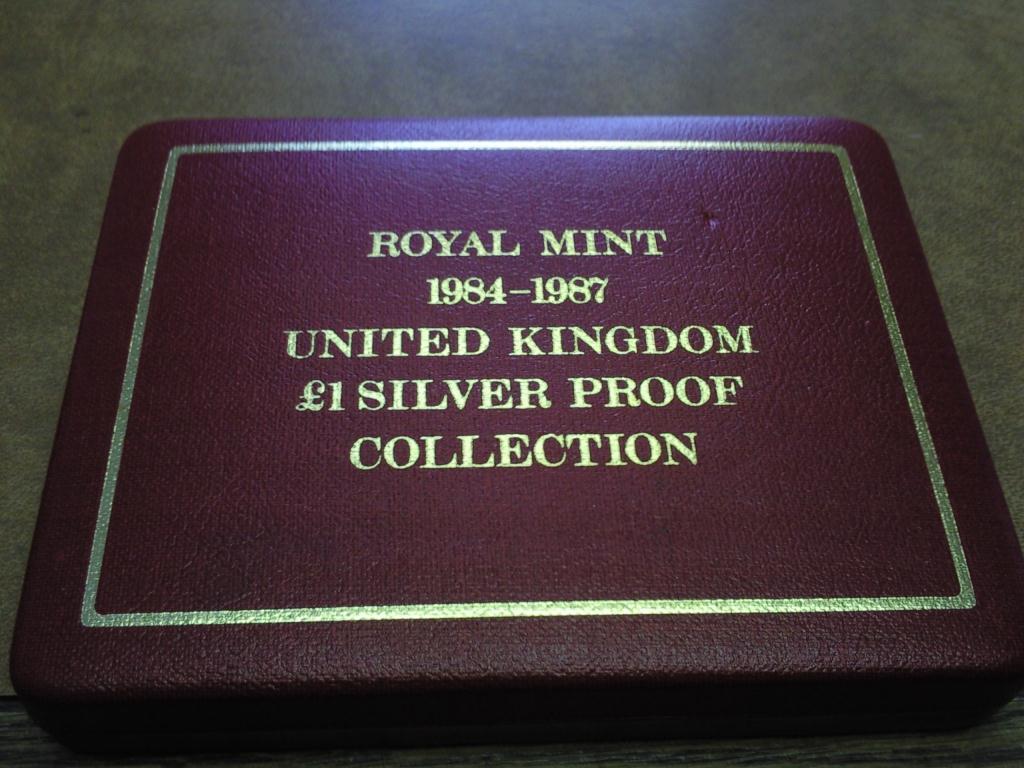 ROYAL MINT
1984-1987
UNITED KINGDOM
£1 SILVER PROOF
COLLECTION